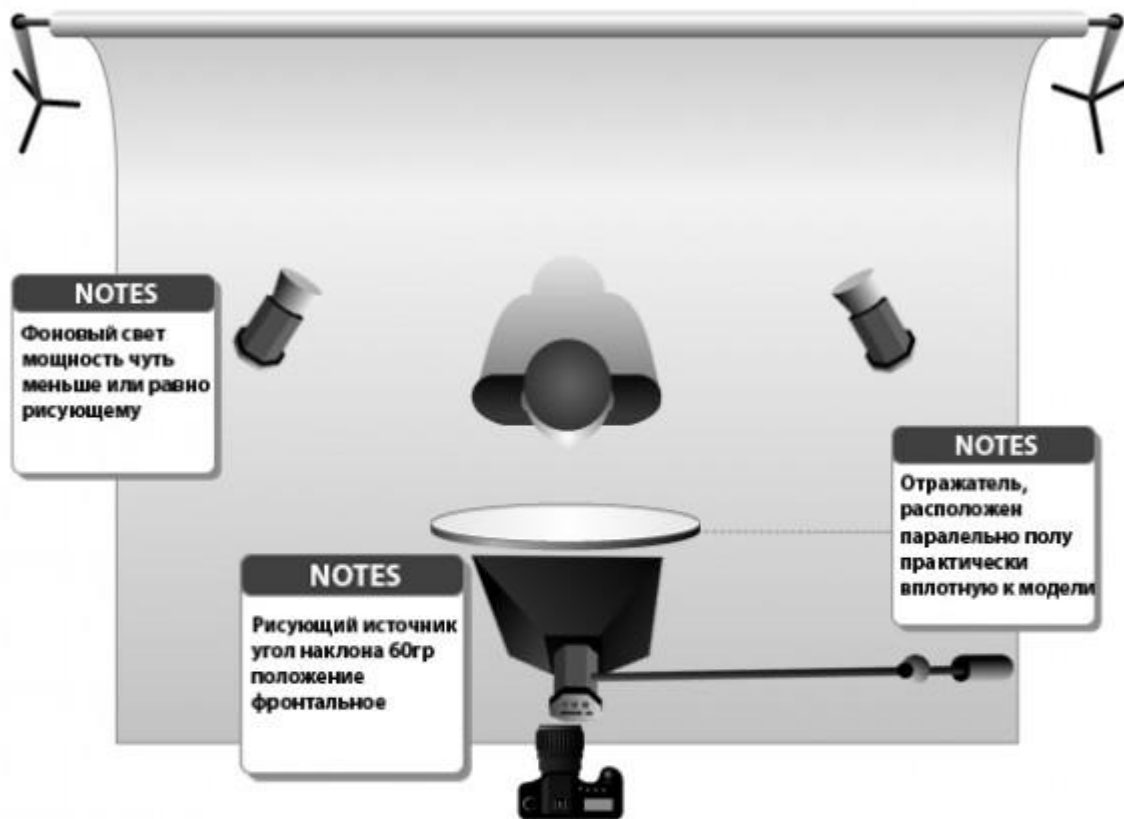 NOTES
Фоновый свет
мощность чуть
меньше или равно
рисующему
NOTES
Отражатель,
расположен
паралельно полу
практически
вплотную к модели
NOTES
Рисующий источник
угол наклона 60гр
положение
фронтальное